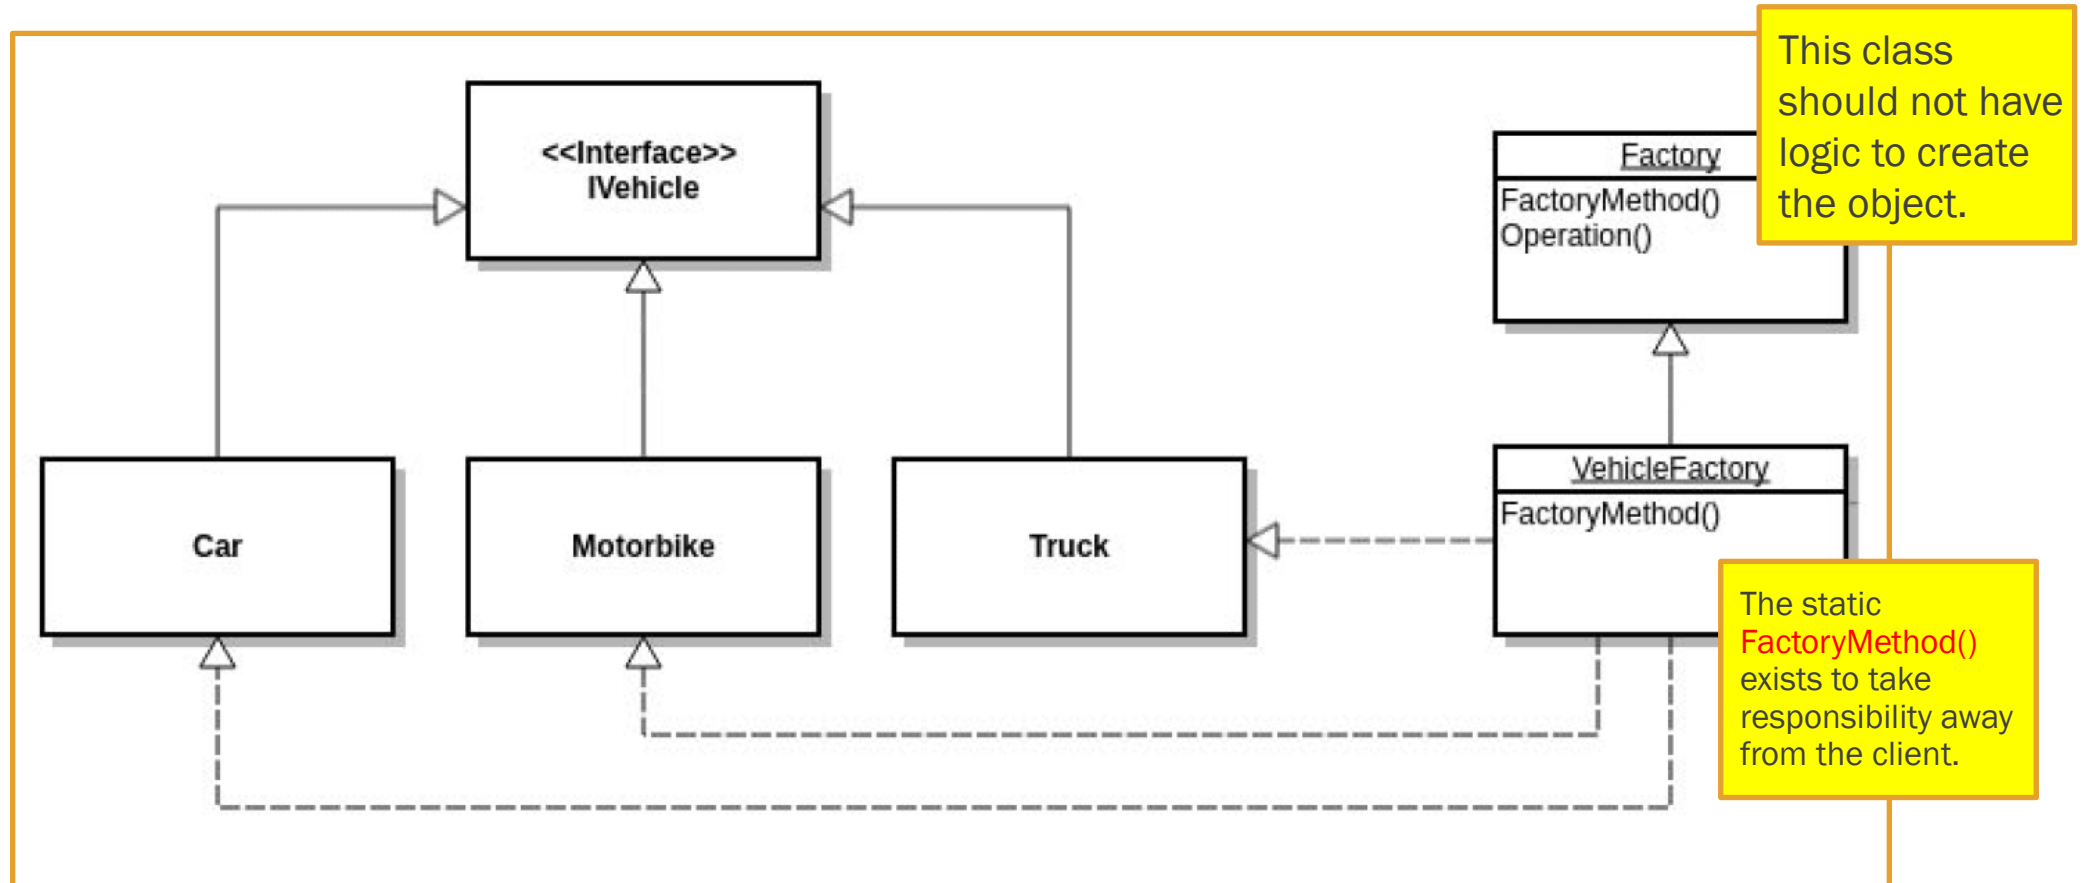 This class
should not have
logic to create
the object.
<<Interface>>
IVehicle
Factory
FactoryMethod()
Operation()
Car
Motorbike
Truck
VehicleFactory
FactoryMethod()
The static
FactoryMethod()
exists to take
responsibility away
from the client.